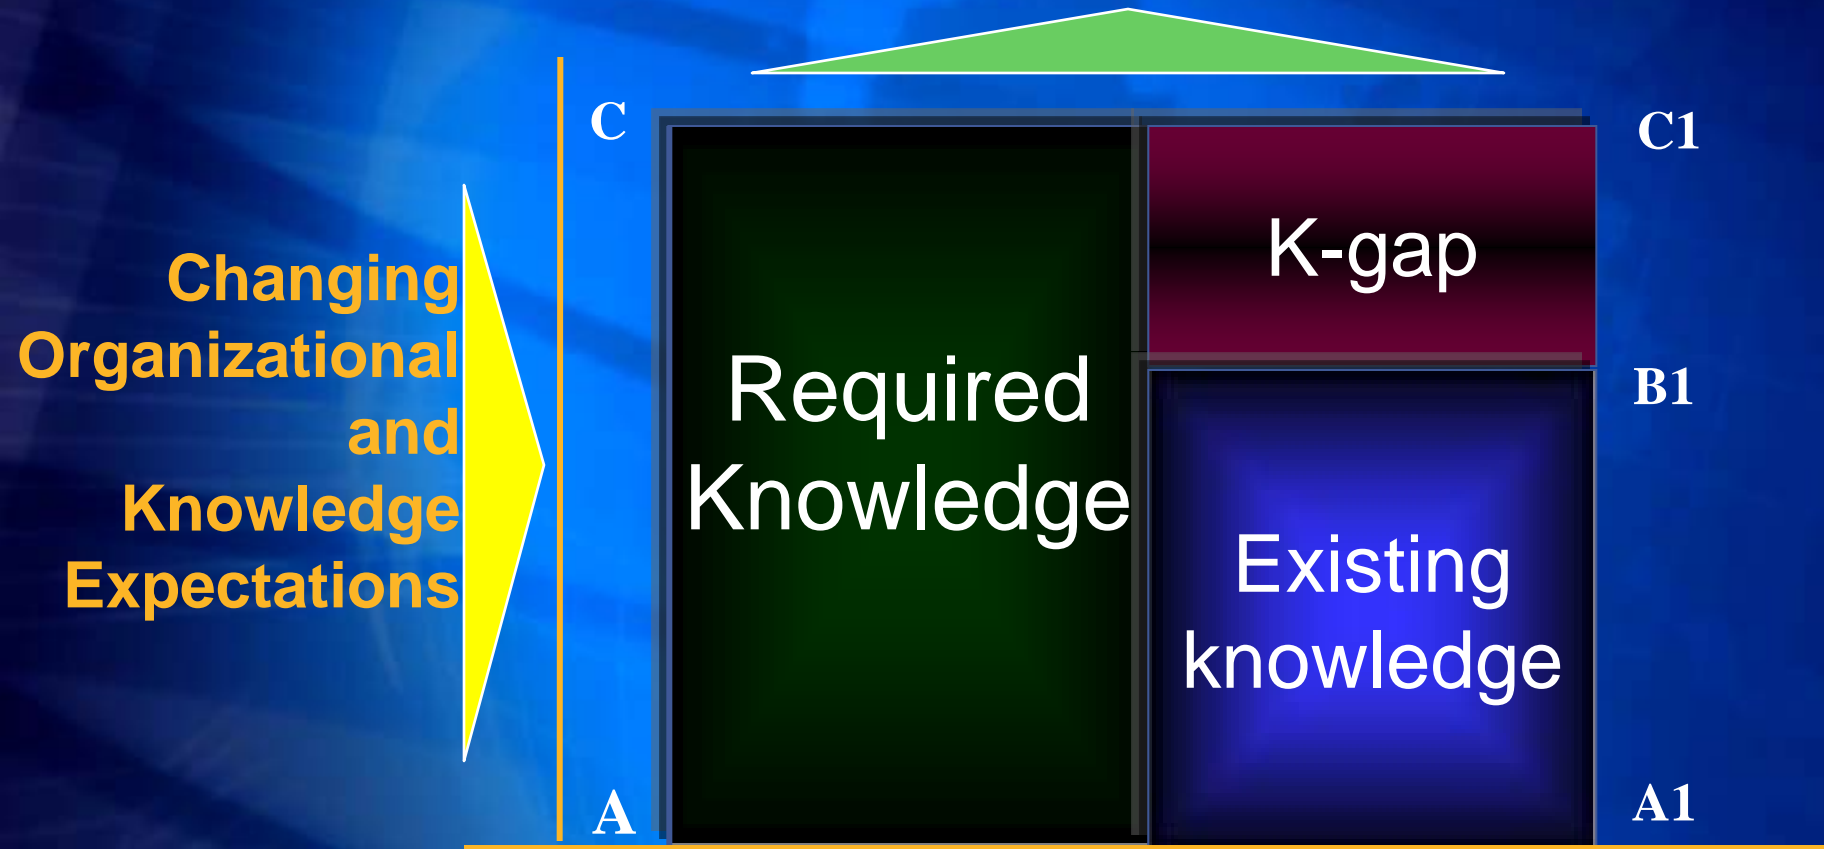 C
C1
K-gap
Changing
Organizational
and
Knowledge
Expectations
Required
Knowledge
B1
Existing
knowledge
A
A1